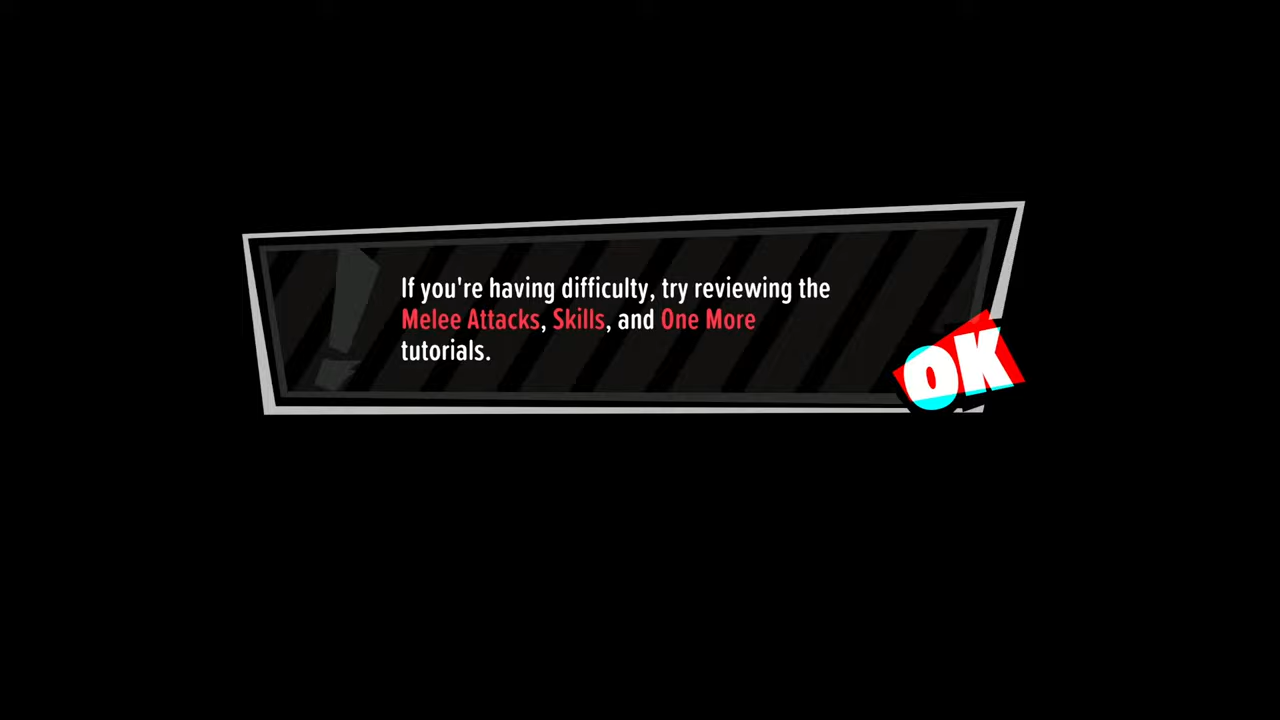 If you're having difficulty, try reviewing the
Melee Attacks, Skills, and One More
tutorials.
OK